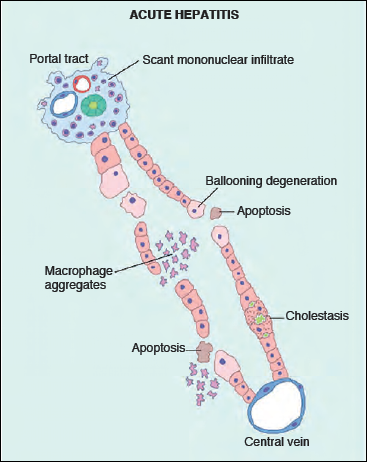 ACUTE HEPATITIS
Portal tract
Scant mononuclear infiltrate
Ballooning degeneration
Apoptosis
Macrophage
aggregates
Cholestasis
Apoptosis
Central vein